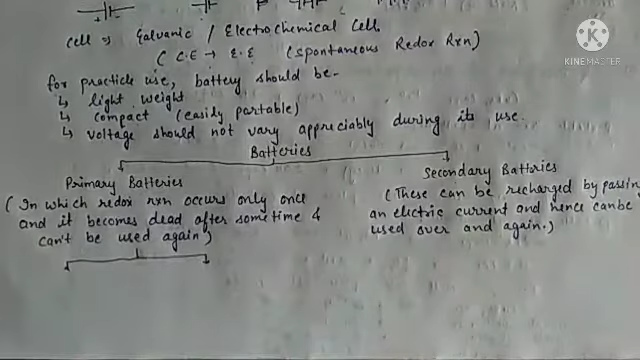 Cell ⇒ Galvanic / Electrochemical Cell.
( C.E → E.E (Spontaneous Redox Rxn)
for practicle use, battery should be-
↳ light weight
↳ compact (easily partable)
↳ voltage should not vary appreciably during its use.
Batteries
Primary Batteries
( In which redox rxn occurs only once
and it becomes dead after some time &
can't be used again)
Secondary Batteries
(These can be recharged by passing
an electric current and hence can be
used over and again.)
KINEMASTER